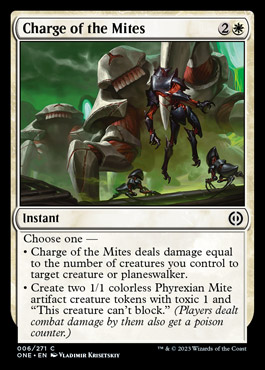 Charge of the Mites 2
Instant
Choose one —
• Charge of the Mites deals damage equal
to the number of creatures you control to
target creature or planeswalker.
• Create two 1/1 colorless Phyrexian Mite
artifact creature tokens with toxic 1 and
“This creature can’t block.” (Players dealt
combat damage by them also get a poison
counter.)
006/271 C
ONE • EN Vladimir Krisetskiy
™ & © 2023 Wizards of the Coast